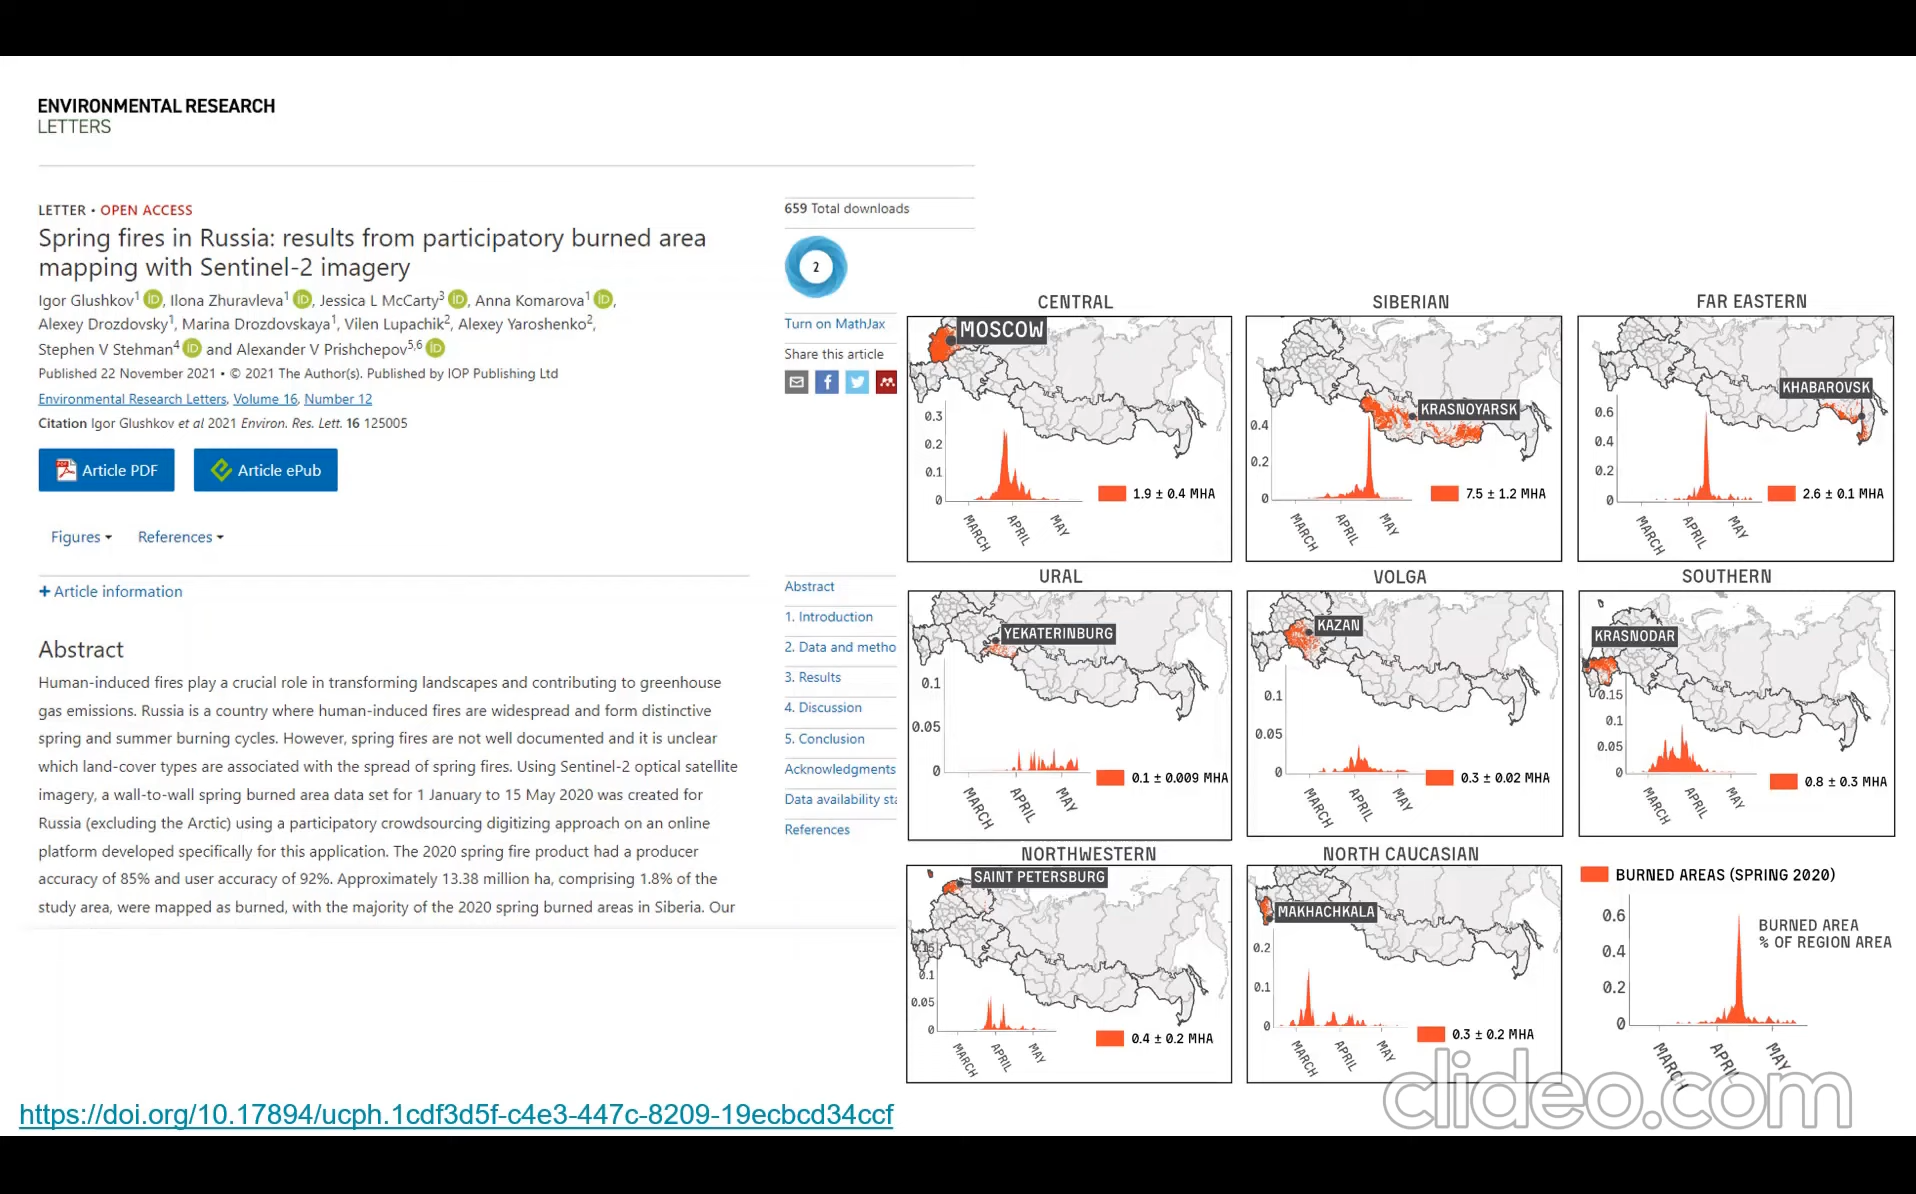 ENVIRONMENTAL RESEARCH
LETTERS
LETTER • OPEN ACCESS
Spring fires in Russia: results from participatory burned area
mapping with Sentinel-2 imagery
Igor Glushkov1 iD, Ilona Zhuravleva1 iD, Jessica L McCarty3 iD, Anna Komarova1 iD,
Alexey Drozdovsky1, Marina Drozdovskaya1, Vilen Lupachik2, Alexey Yaroshenko2,
Stephen V Stehman4 iD and Alexander V Prishchepov5,6 iD
Published 22 November 2021 • © 2021 The Author(s). Published by IOP Publishing Ltd
Environmental Research Letters, Volume 16, Number 12
Citation Igor Glushkov et al 2021 Environ. Res. Lett. 16 125005
PDF Article PDF
Article ePub
Figures
References
+ Article information
Abstract
Human-induced fires play a crucial role in transforming landscapes and contributing to greenhouse
gas emissions. Russia is a country where human-induced fires are widespread and form distinctive
spring and summer burning cycles. However, spring fires are not well documented and it is unclear
which land-cover types are associated with the spread of spring fires. Using Sentinel-2 optical satellite
imagery, a wall-to-wall spring burned area data set for 1 January to 15 May 2020 was created for
Russia (excluding the Arctic) using a participatory crowdsourcing digitizing approach on an online
platform developed specifically for this application. The 2020 spring fire product had a producer
accuracy of 85% and user accuracy of 92%. Approximately 13.38 million ha, comprising 1.8% of the
study area, were mapped as burned, with the majority of the 2020 spring burned areas in Siberia. Our
https://doi.org/10.17894/ucph.1cdf3d5f-c4e3-447c-8209-19ecbcd34ccf
659 Total downloads
2
Turn on MathJax
Share this article
Abstract
1. Introduction
2. Data and metho
3. Results
4. Discussion
5. Conclusion
Acknowledgments
Data availability sta
References
CENTRAL
MOSCOW
0.3
0.2
0.1
0
1.9 ± 0.4 MHA
MARCH
APRIL
MAY
SIBERIAN
KRASNOYARSK
0.4
0.2
0
7.5 ± 1.2 MHA
MARCH
APRIL
MAY
FAR EASTERN
KHABAROVSK
0.6
0.4
0.2
0
2.6 ± 0.1 MHA
MARCH
APRIL
MAY
URAL
YEKATERINBURG
0.1
0.05
0
0.1 ± 0.009 MHA
MARCH
APRIL
MAY
VOLGA
KAZAN
0.1
0.05
0
0.3 ± 0.02 MHA
MARCH
APRIL
MAY
SOUTHERN
KRASNODAR
0.15
0.1
0.05
0
0.8 ± 0.3 MHA
MARCH
APRIL
MAY
NORTHWESTERN
SAINT PETERSBURG
0.15
0.1
0.05
0
0.4 ± 0.2 MHA
MARCH
APRIL
MAY
NORTH CAUCASIAN
MAKHACHKALA
0.2
0.1
0
0.3 ± 0.2 MHA
MARCH
APRIL
MAY
BURNED AREAS (SPRING 2020)
BURNED AREA
% OF REGION AREA
0.6
0.4
0.2
0
MARCH
APRIL
MAY
clideo.com